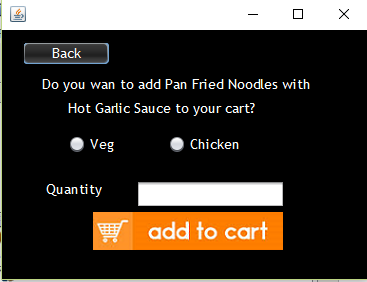 Back
Do you wan to add Pan Fried Noodles with
Hot Garlic Sauce to your cart?
Veg Chicken
Quantity
add to cart